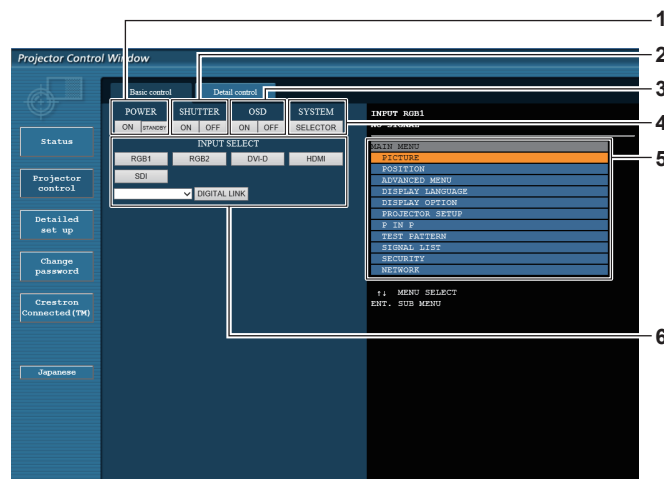 1
Projector Control Window
2
3
Basic control
Detail control
POWER
SHUTTER
OSD
SYSTEM
4
ON
STANDBY
ON
OFF
ON
OFF
SELECTOR
INPUT SELECT
RGB1
RGB2
DVI-D
HDMI
SDI
DIGITAL LINK
INPUT RGB1
NO SIGNAL
MAIN MENU
5
PICTURE
POSITION
ADVANCED MENU
DISPLAY LANGUAGE
DISPLAY OPTION
PROJECTOR SETUP
P IN P
TEST PATTERN
SIGNAL LIST
SECURITY
NETWORK
↑↓ MENU SELECT
ENT. SUB MENU
6
Status
Projector
control
Detailed
set up
Change
password
Crestron
Connected(TM)
Japanese